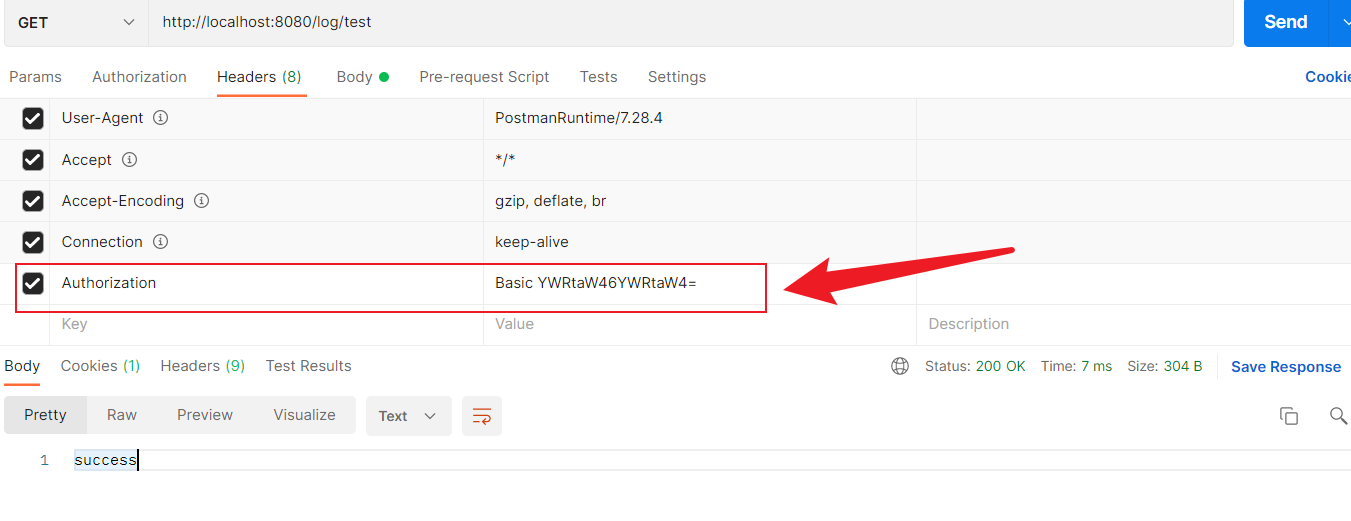 GET http://localhost:8080/log/test Send
Params Authorization Headers (8) Body Pre-request Script Tests Settings Cookie
User-Agent PostmanRuntime/7.28.4
Accept */*
Accept-Encoding gzip, deflate, br
Connection keep-alive
Authorization Basic YWRtaW46YWRtaW4=
Key Value Description
Body Cookies (1) Headers (9) Test Results Status: 200 OK Time: 7 ms Size: 304 B Save Response
Pretty Raw Preview Visualize Text
1 success